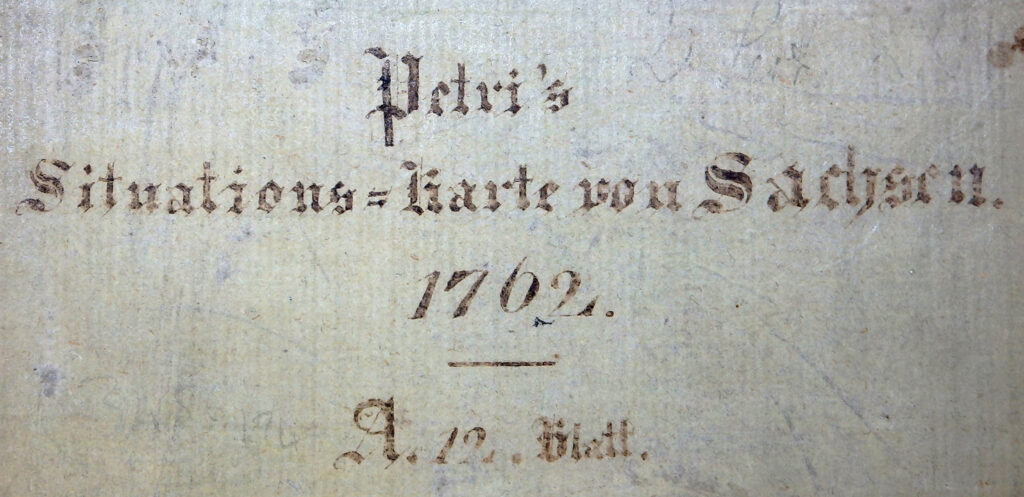 Petri's
Situations=Karte von Sachsen.
1762.
A. 12. Blatt.